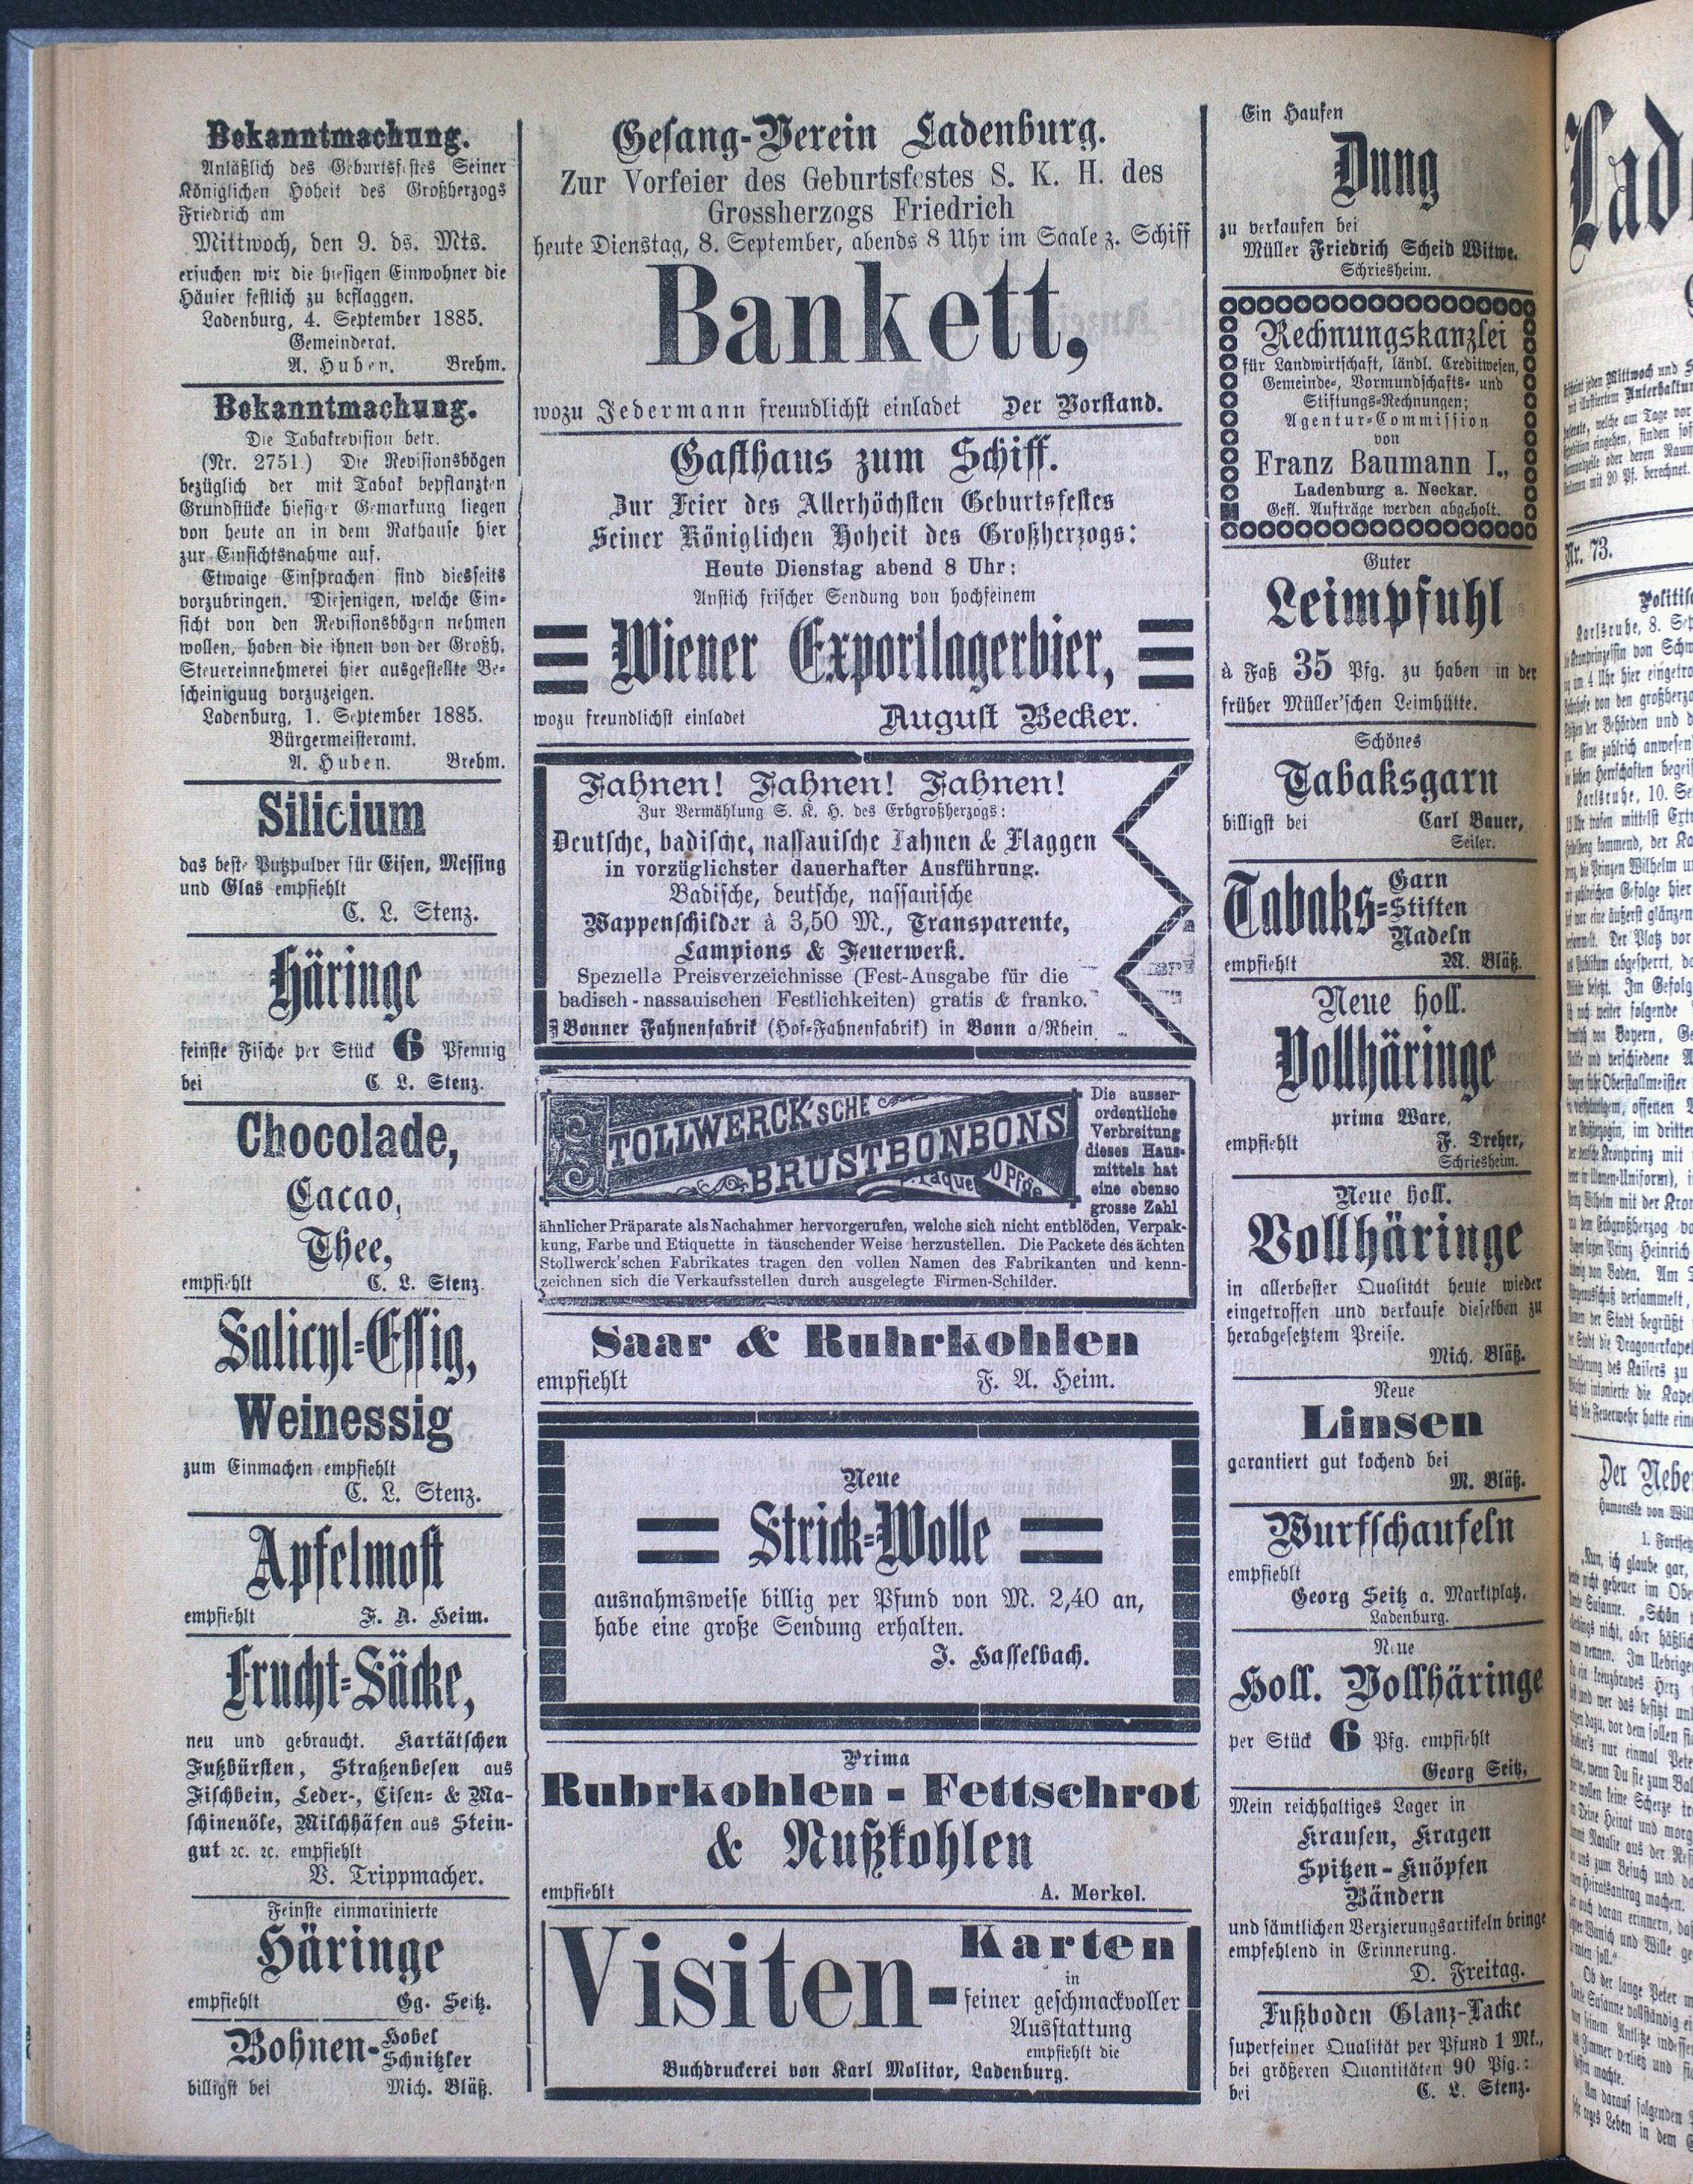 Bekanntmachung.
Anläßlich des Geburtsfestes Seiner
Königlichen Hoheit des Großherzogs
Friedrich am
Mittwoch, den 9. ds. Mts.
ersuchen wir die hiesigen Einwohner die
Häuser festlich zu beflaggen.
Ladenburg, 4. September 1885.
Gemeinderat.
A. Huben. Brehm.
Bekanntmachung.
Die Tabakrevision betr.
(Nr. 2751.) Die Revisionsbögen
bezüglich der mit Tabak bepflanzten
Grundstücke hiesiger Gemarkung liegen
von heute an in dem Rathause hier
zur Einsichtsnahme auf.
Etwaige Einsprachen sind diesseits
vorzubringen. Diejenigen, welche Ein-
sicht von den Revisionsbögen nehmen
wollen, haben die ihnen von der Großh.
Steuereinnehmerei hier ausgestellte Be-
scheiniguug vorzuzeigen.
Ladenburg, 1. September 1885.
Bürgermeisteramt.
A. Huben. Brehm.
Silicium
das beste Putzpulver für Eisen, Messing
und Glas empfiehlt
C. L. Stenz.
Häringe
feinste Fische per Stück 6 Pfennig
bei C. L. Stenz.
Chocolade,
Cacao,
Thee,
empfiehlt C. L. Stenz.
Salicyl-Essig,
Weinessig
zum Einmachen empfiehlt
C. L. Stenz.
Apfelmost
empfiehlt F. A. Heim.
Frucht-Säcke,
neu und gebraucht. Kartätschen
Fußbürsten, Straßenbesen aus
Fischbein, Leder-, Eisen- & Ma-
schinenöle, Milchhäfen aus Stein-
gut ꝛc. ꝛc. empfiehlt
V. Trippmacher.
Feinste einmarinierte
Häringe
empfiehlt Gg. Seitz.
Bohnen-Hobel
Schnitzler
billigst bei Mich. Bläß.
Gesang-Verein Ladenburg.
Zur Vorfeier des Geburtsfestes S. K. H. des
Grossherzogs Friedrich
heute Dienstag, 8. September, abends 8 Uhr im Saale z. Schiff
Bankett,
wozu Jedermann freundlichst einladet Der Vorstand.
Gasthaus zum Schiff.
Zur Feier des Allerhöchsten Geburtsfestes
Seiner Königlichen Hoheit des Großherzogs:
Heute Dienstag abend 8 Uhr:
Anstich frischer Sendung von hochfeinem
Wiener Exportlagerbier,
wozu freundlichst einladet August Becker.
Fahnen! Fahnen! Fahnen!
Zur Vermählung S. K. H. des Erbgroßherzogs:
Deutsche, badische, nassauische Fahnen & Flaggen
in vorzüglichster dauerhafter Ausführung.
Badische, deutsche, nassauische
Wappenschilder à 3,50 M., Transparente,
Lampions & Feuerwerk.
Spezielle Preisverzeichnisse (Fest-Ausgabe für die
badisch-nassauischen Festlichkeiten) gratis & franko.
Bonner Fahnenfabrik (Hof-Fahnenfabrik) in Bonn a/Rhein.
STOLLWERCK'SCHE
BRUSTBONBONS
Die ausser-
ordentliche
Verbreitung
dieses Haus-
mittels hat
eine ebenso
grosse Zahl
ähnlicher Präparate als Nachahmer hervorgerufen, welche sich nicht entblöden, Verpak-
kung, Farbe und Etiquette in täuschender Weise herzustellen. Die Packete des ächten
Stollwerck'schen Fabrikates tragen den vollen Namen des Fabrikanten und kenn-
zeichnen sich die Verkaufsstellen durch ausgelegte Firmen-Schilder.
Saar & Ruhrkohlen
empfiehlt F. A. Heim.
Neue
Strick-Wolle
ausnahmsweise billig per Pfund von M. 2,40 an,
habe eine große Sendung erhalten.
J. Hasselbach.
Prima
Ruhrkohlen - Fettschrot
& Nußkohlen
empfiehlt A. Merkel.
Visiten-Karten
in
feiner geschmackvoller
Ausstattung
empfiehlt die
Buchdruckerei von Karl Molitor, Ladenburg.
Ein Haufen
Dung
zu verkaufen bei
Müller Friedrich Scheid Witwe.
Schriesheim.
Rechnungskanzlei
für Landwirtschaft, ländl. Creditwesen,
Gemeinde-, Vormundschafts- und
Stiftungs-Rechnungen;
Agentur-Commission
von
Franz Baumann I.,
Ladenburg a. Neckar.
Gefl. Aufträge werden abgeholt.
Guter
Leimpfuhl
à Faß 35 Pfg. zu haben in der
früher Müller'schen Leimhütte.
Schönes
Tabaksgarn
billigst bei Carl Bauer,
Seiler.
Tabaks-Garn
Stiften
Nadeln
empfiehlt M. Bläß.
Neue holl.
Vollhäringe
prima Ware,
empfiehlt F. Dreher,
Schriesheim.
Neue holl.
Vollhäringe
in allerbester Qualität heute wieder
eingetroffen und verkaufe dieselben zu
herabgesetztem Preise.
Mich. Bläß.
Neue
Linsen
garantiert gut kochend bei
M. Bläß.
Wurfschaufeln
empfiehlt
Georg Seitz a. Marktplatz,
Ladenburg.
Neue
Holl. Vollhäringe
per Stück 6 Pfg. empfiehlt
Georg Seitz,
Mein reichhaltiges Lager in
Krausen, Kragen
Spitzen-Knöpfen
Bändern
und sämtlichen Verzierungsartikeln bringe
empfehlend in Erinnerung.
D. Freitag.
Fußboden Glanz-Lacke
superfeiner Qualität per Pfund 1 Mk.,
bei größeren Quantitäten 90 Pfg.:
bei C. L. Stenz.
Nr. 73.
Karlsruhe, 8. Sep
Karlsruhe, 10. Se
Der Nebe